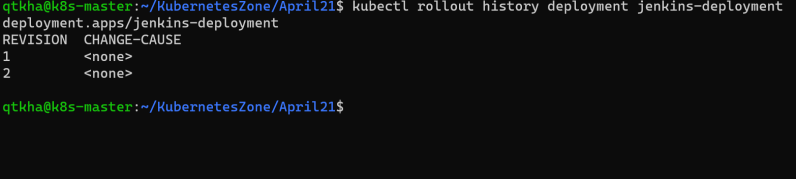 qtkha@k8s-master:~/KubernetesZone/April21$ kubectl rollout history deployment jenkins-deployment
deployment.apps/jenkins-deployment
REVISION  CHANGE-CAUSE
1         <none>
2         <none>
qtkha@k8s-master:~/KubernetesZone/April21$